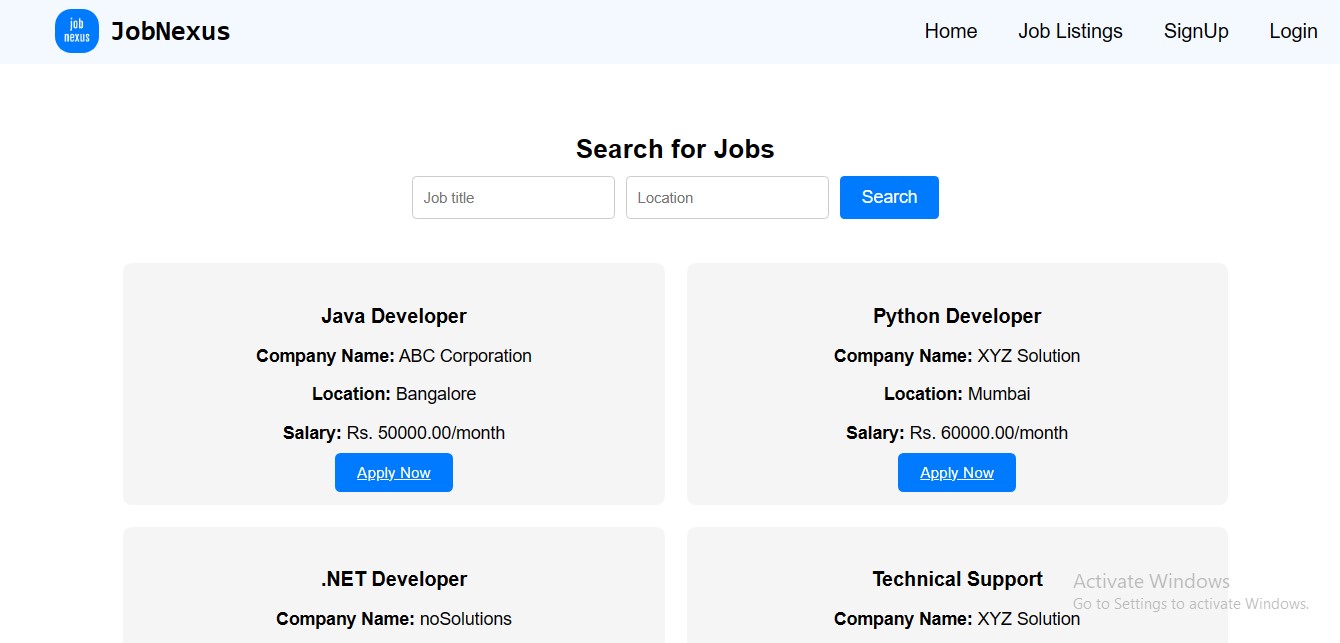 job
nexus
JobNexus
Home
Job Listings
SignUp
Login
Search for Jobs
Job title
Location
Search
Java Developer
Company Name: ABC Corporation
Location: Bangalore
Salary: Rs. 50000.00/month
Apply Now
Python Developer
Company Name: XYZ Solution
Location: Mumbai
Salary: Rs. 60000.00/month
Apply Now
.NET Developer
Company Name: noSolutions
Technical Support
Company Name: XYZ Solution
Activate Windows
Go to Settings to activate Windows.